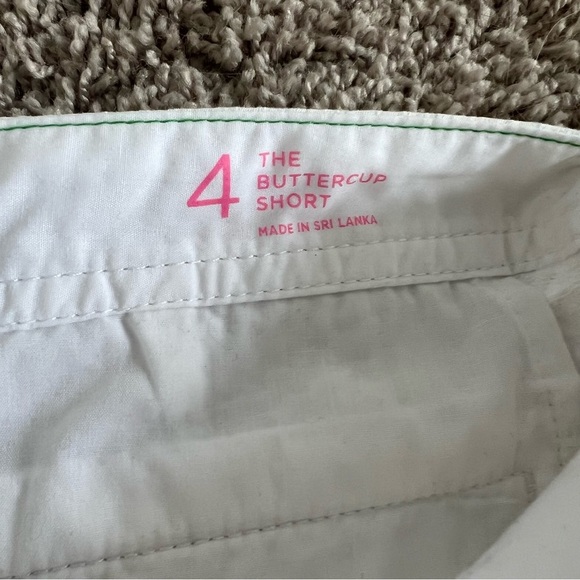 4
THE
BUTTERCUP
SHORT
MADE IN SRI LANKA